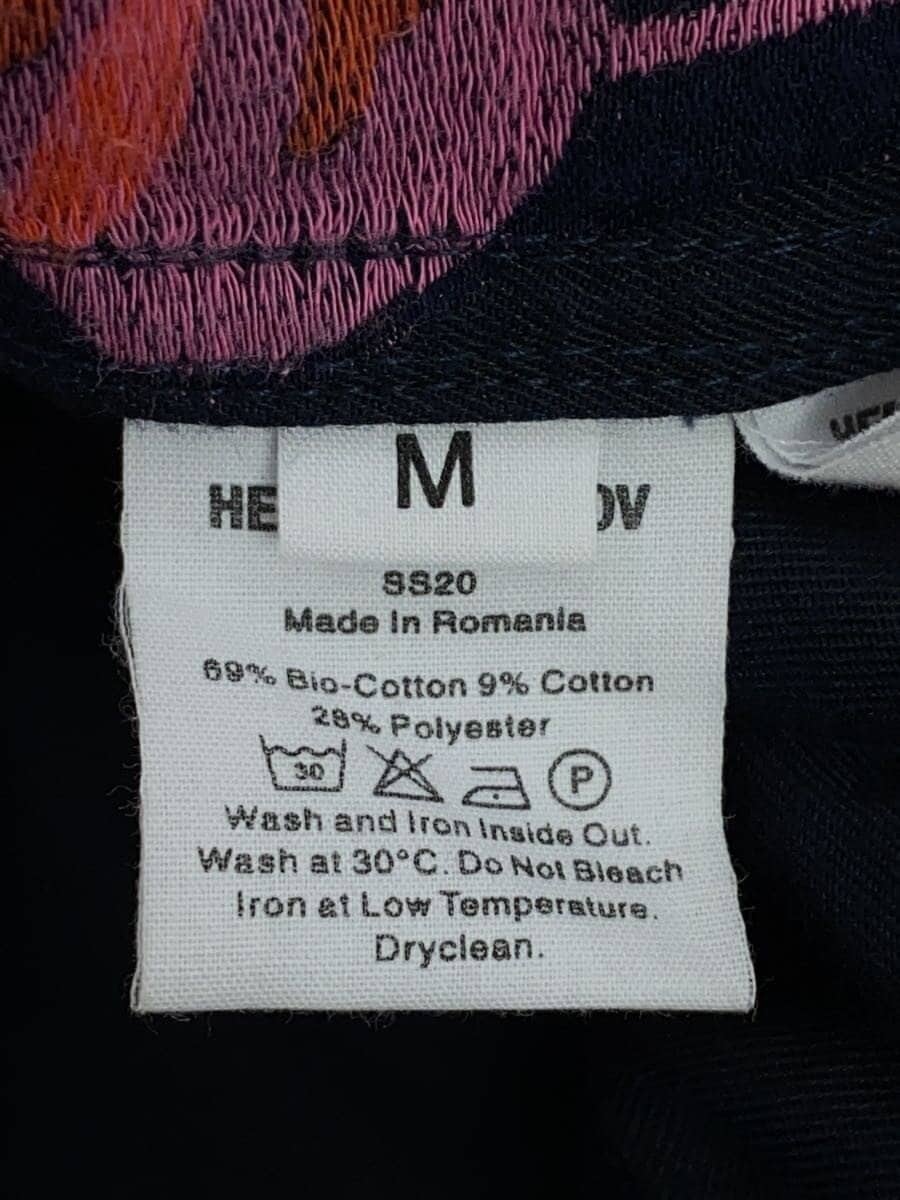 M
HE OV
SS20
Made In Romania
69% Bio-Cotton 9% Cotton
28% Polyester
30 P
Wash and Iron Inside Out.
Wash at 30°C. Do Not Bleach
Iron at Low Temperature.
Dryclean.